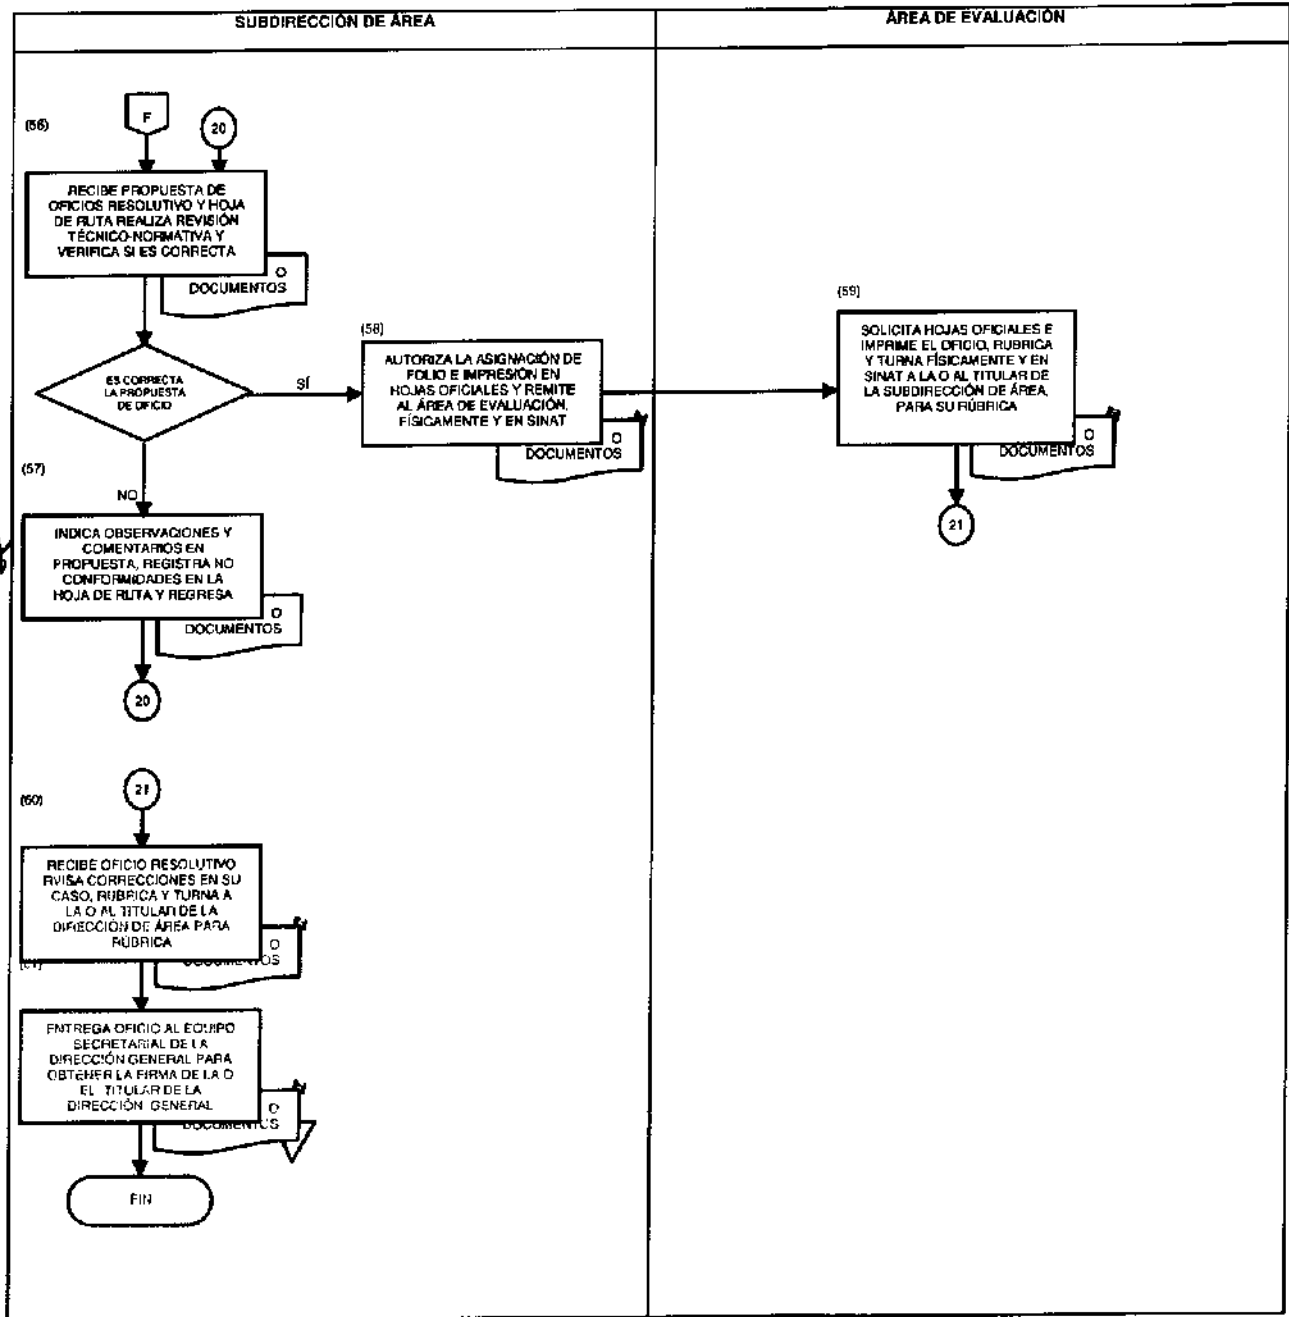 SUBDIRECCIÓN DE ÁREA
ÁREA DE EVALUACIÓN
(56)
F
20
RECIBE PROPUESTA DE
OFICIOS RESOLUTIVO Y HOJA
DE RUTA REALIZA REVISIÓN
TÉCNICO-NORMATIVA Y
VERIFICA SI ES CORRECTA
O
DOCUMENTOS
ES CORRECTA
LA PROPUESTA
DE OFICIO
SÍ
(58)
AUTORIZA LA ASIGNACIÓN DE
FOLIO E IMPRESIÓN EN
HOJAS OFICIALES Y REMITE
AL ÁREA DE EVALUACIÓN,
FÍSICAMENTE Y EN SINAT
O
DOCUMENTOS
(59)
SOLICITA HOJAS OFICIALES E
IMPRIME EL OFICIO, RUBRICA
Y TURNA FÍSICAMENTE Y EN
SINAT A LA O AL TITULAR DE
LA SUBDIRECCIÓN DE ÁREA,
PARA SU RÚBRICA
O
DOCUMENTOS
21
(57)
NO
INDICA OBSERVACIONES Y
COMENTARIOS EN
PROPUESTA, REGISTRA NO
CONFORMIDADES EN LA
HOJA DE RUTA Y REGRESA
O
DOCUMENTOS
20
21
(60)
RECIBE OFICIO RESOLUTIVO
RVISA CORRECCIONES EN SU
CASO, RUBRICA Y TURNA A
LA O AL TITULAR DE LA
DIRECCIÓN DE ÁREA PARA
RÚBRICA
O
DOCUMENTOS
ENTREGA OFICIO AL EQUIPO
SECRETARIAL DE LA
DIRECCIÓN GENERAL PARA
OBTENER LA FIRMA DE LA O
EL TITULAR DE LA
DIRECCIÓN GENERAL
O
DOCUMENTOS
FIN